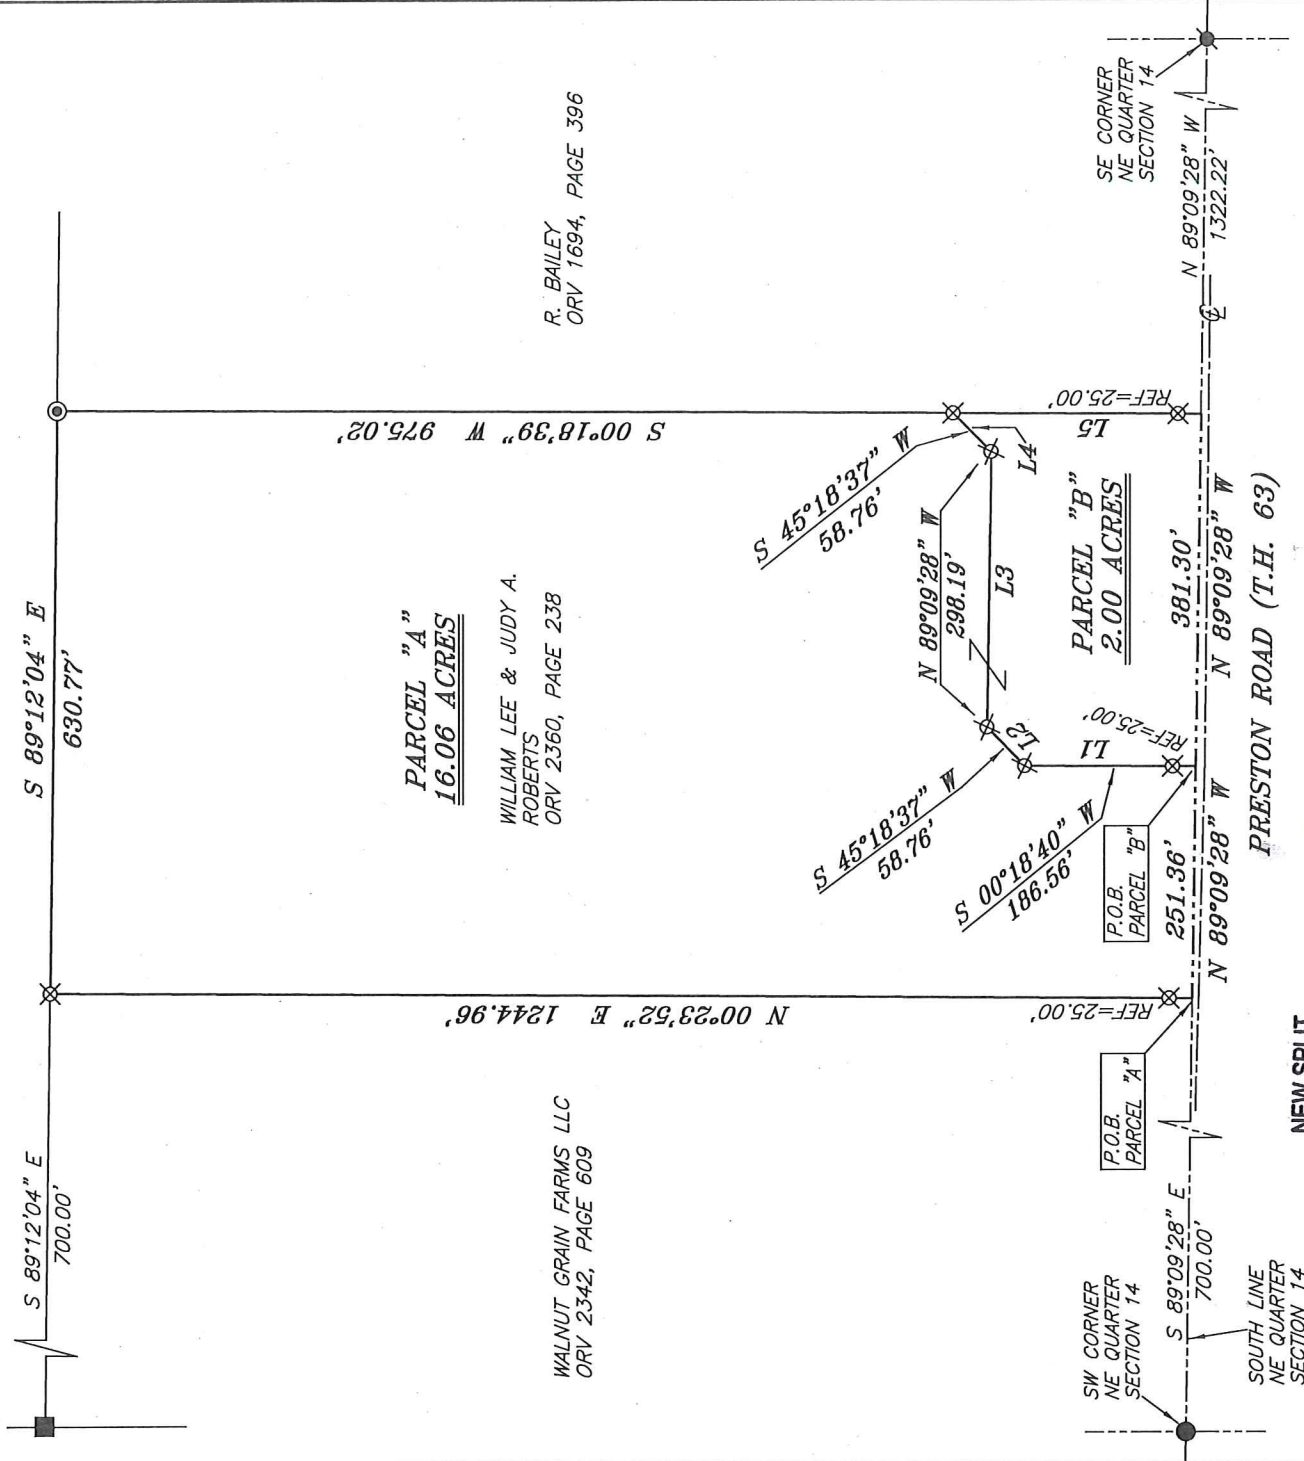 S 89°12'04" E
700.00'
S 89°12'04" E
630.77'
WALNUT GRAIN FARMS LLC
ORV 2342, PAGE 609
N 00°23'52" E 1244.96'
REF=25.00'
PARCEL "A"
16.06 ACRES
WILLIAM LEE & JUDY A.
ROBERTS
ORV 2360, PAGE 238
S 00°18'39" W 975.02'
R. BAILEY
ORV 1694, PAGE 396
S 45°18'37" W
58.76'
N 89°09'28" W
298.19'
S 45°18'37" W
58.76'
S 00°18'40" W
186.56'
L1
L2
L3
L4
L5
REF=25.00'
REF=25.00'
PARCEL "B"
2.00 ACRES
P.O.B.
PARCEL "A"
P.O.B.
PARCEL "B"
251.36'
N 89°09'28" W
381.30'
N 89°09'28" W
PRESTON ROAD (T.H. 63)
SW CORNER
NE QUARTER
SECTION 14
S 89°09'28" E
700.00'
SOUTH LINE
NE QUARTER
SECTION 14
SE CORNER
NE QUARTER
SECTION 14
N 89°09'28" W
1322.22'
℄
NEW SPLIT